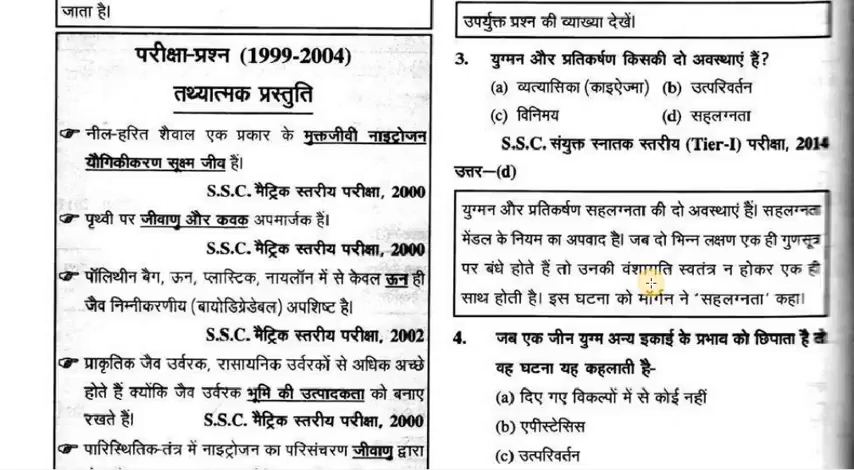 जाता है।
परीक्षा-प्रश्न (1999-2004)
तथ्यात्मक प्रस्तुति
नील-हरित शैवाल एक प्रकार के मुक्तजीवी नाइट्रोजन
यौगिकीकरण सूक्ष्म जीव हैं।
S.S.C. मैट्रिक स्तरीय परीक्षा, 2000
पृथ्वी पर जीवाणु और कवक अपमार्जक हैं।
S.S.C. मैट्रिक स्तरीय परीक्षा, 2000
पॉलिथीन बैग, ऊन, प्लास्टिक, नायलॉन में से केवल ऊन ही
जैव निम्नीकरणीय (बायोडिग्रेडेबल) अपशिष्ट है।
S.S.C. मैट्रिक स्तरीय परीक्षा, 2002
प्राकृतिक जैव उर्वरक, रासायनिक उर्वरकों से अधिक अच्छे
होते हैं क्योंकि जैव उर्वरक भूमि की उत्पादकता को बनाए
रखते हैं। S.S.C. मैट्रिक स्तरीय परीक्षा, 2000
पारिस्थितिक-तंत्र में नाइट्रोजन का परिसंचरण जीवाणु द्वारा
उपर्युक्त प्रश्न की व्याख्या देखें।
3. युग्मन और प्रतिकर्षण किसकी दो अवस्थाएं हैं?
(a) व्यत्यासिका (काइऐज्मा) (b) उत्परिवर्तन
(c) विनिमय (d) सहलग्नता
S.S.C. संयुक्त स्नातक स्तरीय (Tier-I) परीक्षा, 2014
उत्तर—(d)
युग्मन और प्रतिकर्षण सहलग्नता की दो अवस्थाएं हैं। सहलग्नता
मेंडल के नियम का अपवाद है। जब दो भिन्न लक्षण एक ही गुणसूत्र
पर बंधे होते हैं तो उनकी वंशागति स्वतंत्र न होकर एक ही
साथ होती है। इस घटना को मॉर्गन ने 'सहलग्नता' कहा।
4. जब एक जीन युग्म अन्य इकाई के प्रभाव को छिपाता है तो
वह घटना यह कहलाती है-
(a) दिए गए विकल्पों में से कोई नहीं
(b) एपीस्टेसिस
(c) उत्परिवर्तन